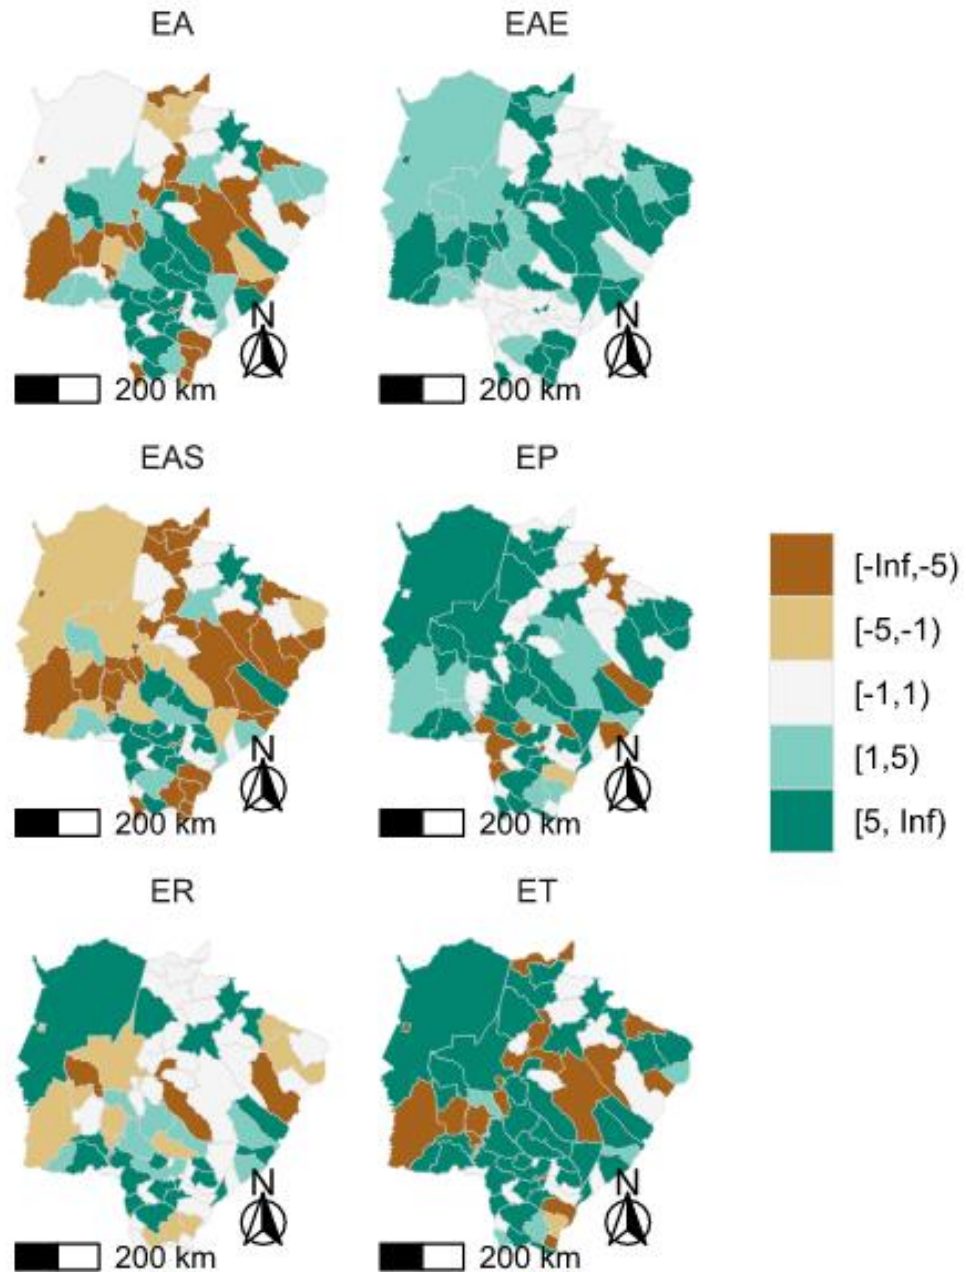 EA
EAE
N
200 km
N
200 km
EAS
EP
N
200 km
N
200 km
[-Inf,-5)
[-5,-1)
[-1,1)
[1,5)
[5, Inf)
ER
ET
N
200 km
N
200 km